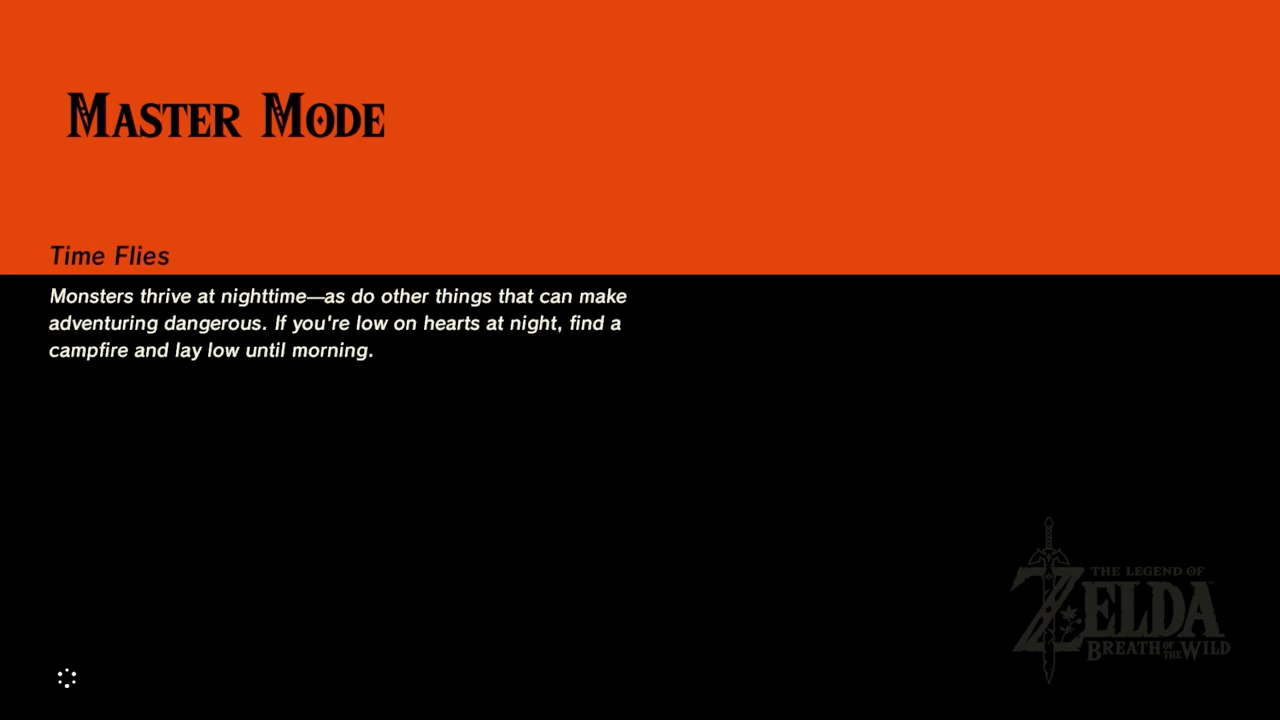 Master Mode
Time Flies
Monsters thrive at nighttime—as do other things that can make
adventuring dangerous. If you're low on hearts at night, find a
campfire and lay low until morning.
THE LEGEND OF
ZELDA
BREATH OF THE WILD